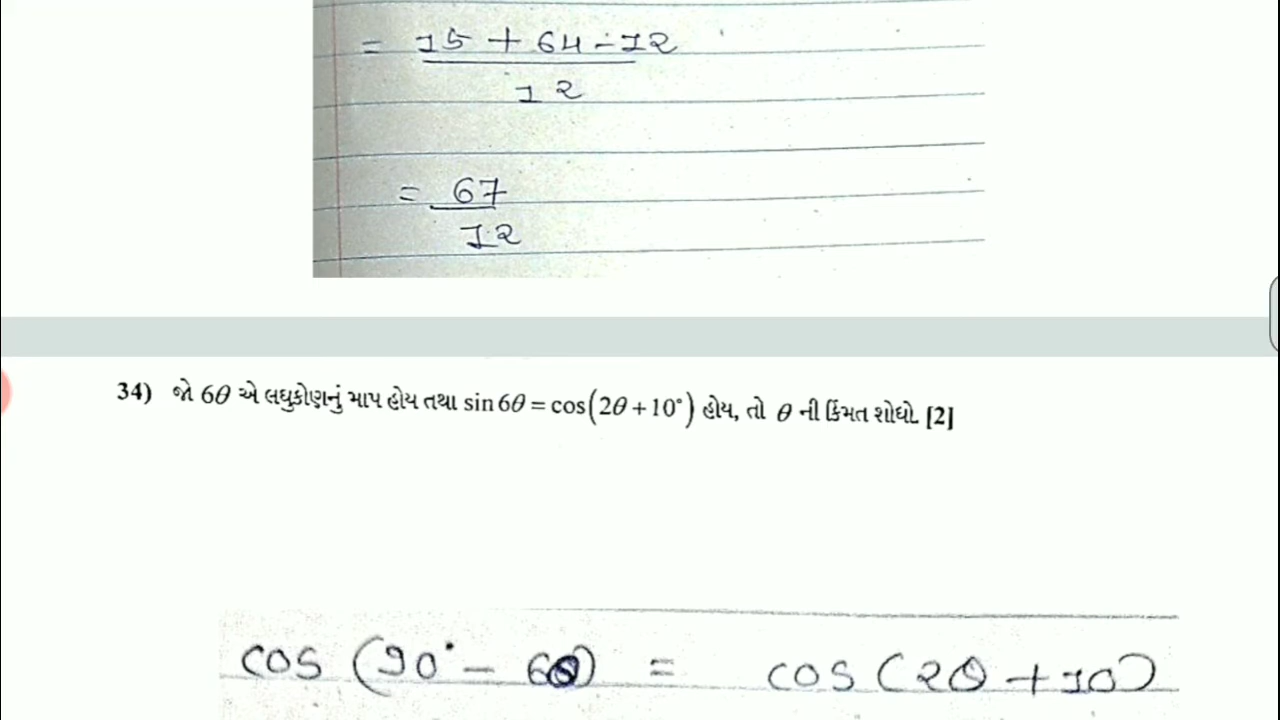 = 15 + 64 - 12
12
= 67
12
34) જો 6θ એ લઘુકોણનું માપ હોય તથા sin 6θ = cos(2θ + 10°) હોય, તો θ ની કિંમત શોધો. [2]
cos (90° - 6θ) = cos (2θ + 10)